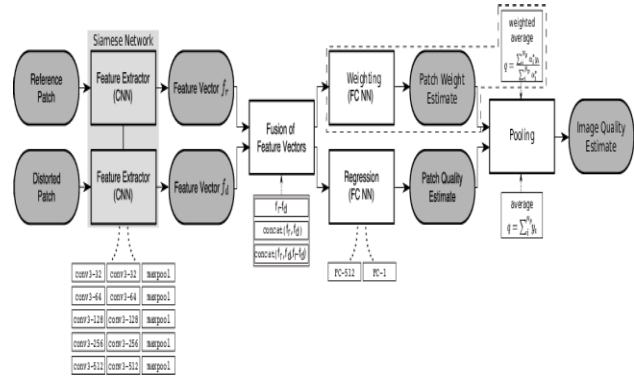 Siamese Network
Reference
Patch
Feature Extractor
(CNN)
Feature Vector fr
Distorted
Patch
Feature Extractor
(CNN)
Feature Vector fd
Fusion of
Feature Vectors
Weighting
(FC NN)
Patch Weight
Estimate
Regression
(FC NN)
Patch Quality
Estimate
Pooling
Image Quality
Estimate
weighted
average
average
fr-fd
concat(fr,fd)
concat(fr,fd,fr-fd)
FC-512 FC-1
conv3-32 conv3-32 maxpool
conv3-64 conv3-64 maxpool
conv3-128 conv3-128 maxpool
conv3-256 conv3-256 maxpool
conv3-512 conv3-512 maxpool